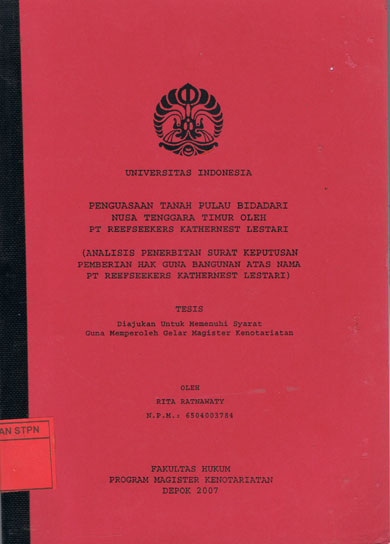 UNIVERSITAS INDONESIA
PENGUASAAN TANAH PULAU BIDADARI
NUSA TENGGARA TIMUR OLEH
PT REEFSEEKERS KATHERNEST LESTARI
(ANALISIS PENERBITAN SURAT KEPUTUSAN
PEMBERIAN HAK GUNA BANGUNAN ATAS NAMA
PT REEFSEEKERS KATHERNEST LESTARI)
TESIS
Diajukan Untuk Memenuhi Syarat
Guna Memperoleh Gelar Magister Kenotariatan
OLEH
RITA RATNAWATY
N.P.M.: 6504003784
AN STPN
FAKULTAS HUKUM
PROGRAM MAGISTER KENOTARIATAN
DEPOK 2007